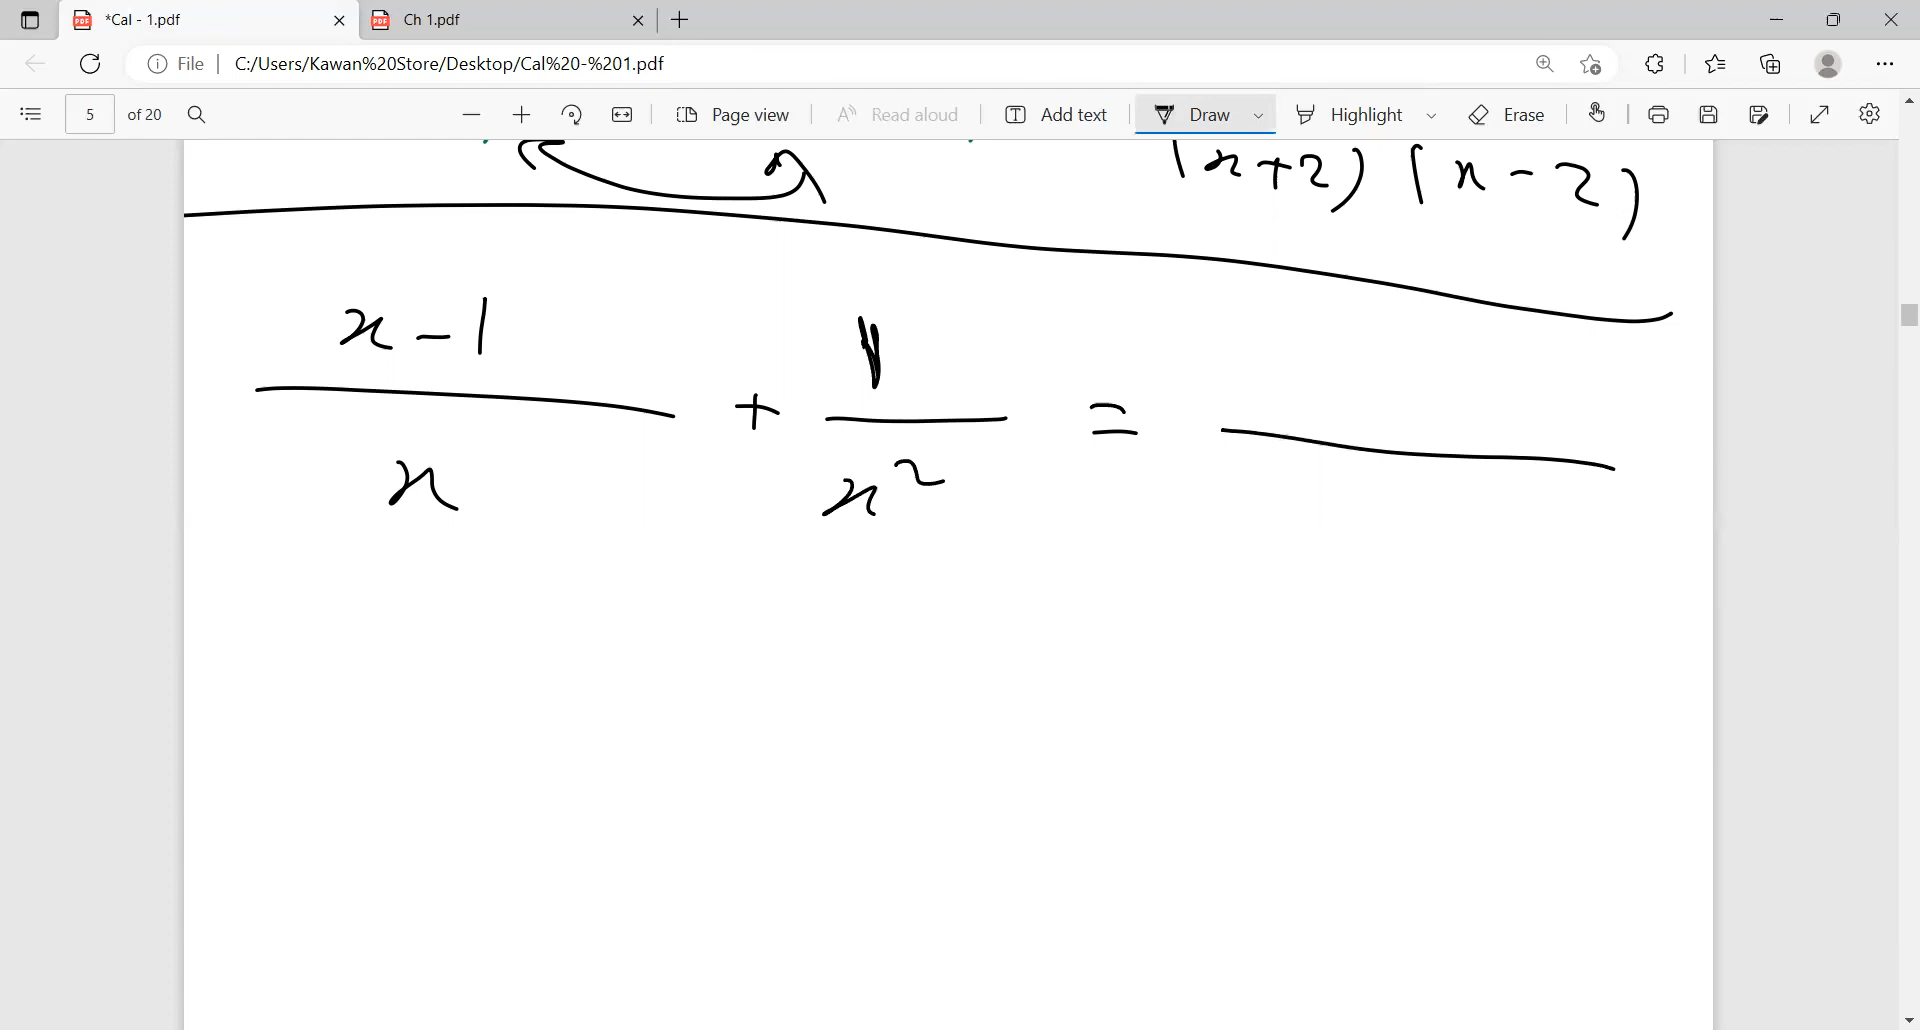 *Cal - 1.pdf
Ch 1.pdf
File
C:/Users/Kawan%20Store/Desktop/Cal%20-%201.pdf
5 of 20
Page view
Read aloud
Add text
Draw
Highlight
Erase
(x+2) (x-2)
x-1
x
+
=
x²